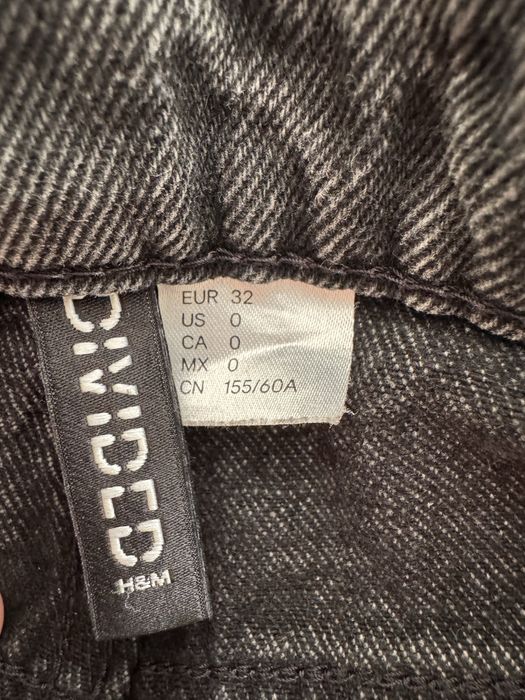 EUR 32
US 0
CA 0
MX 0
CN 155/60A
DIVIDED
H&M